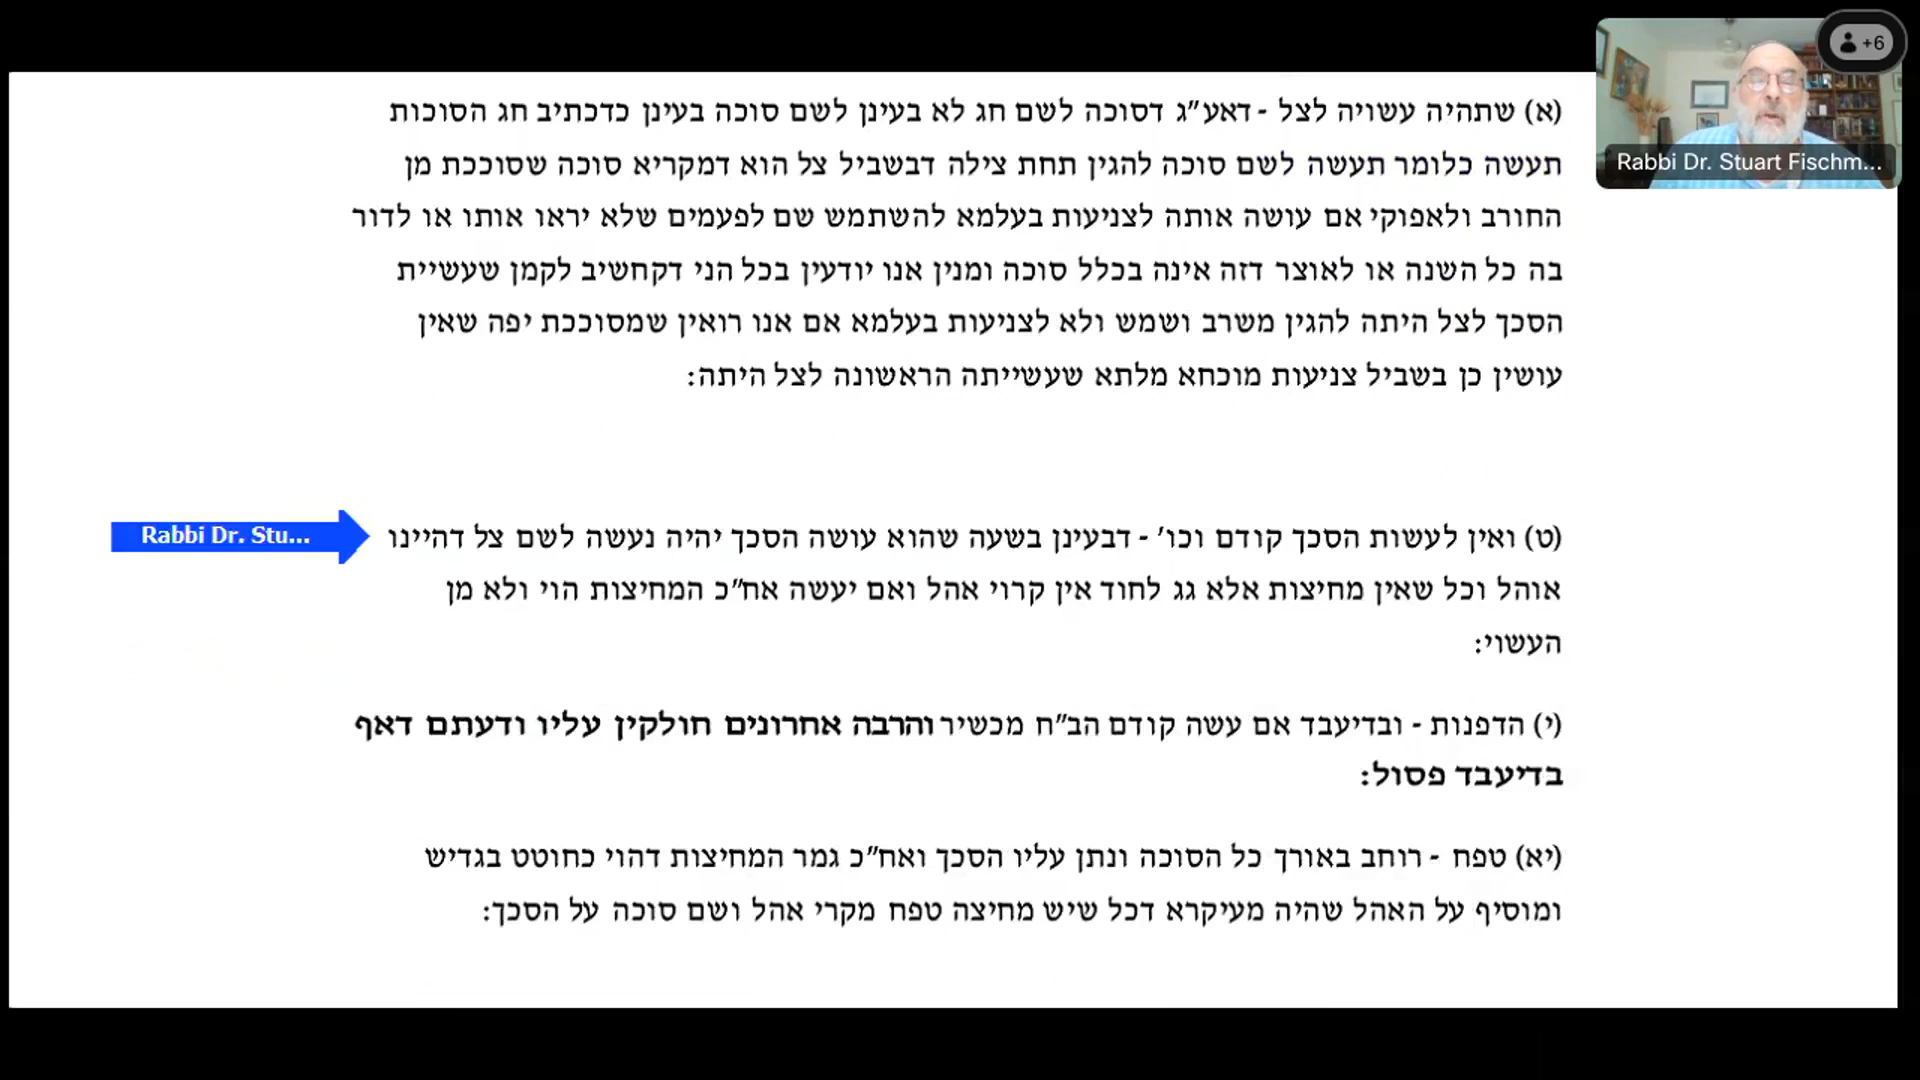 +6
Rabbi Dr. Stuart Fischm...
(א) שתהיה עשויה לצל - דאע"ג דסוכה לשם חג לא בעינן לשם סוכה בעינן כדכתיב חג הסוכות
תעשה כלומר תעשה לשם סוכה להגין תחת צילה דבשביל צל הוא דמקריא סוכה שסוככת מן
החורב ולאפוקי אם עושה אותה לצניעות בעלמא להשתמש שם לפעמים שלא יראו אותו או לדור
בה כל השנה או לאוצר דזה אינה בכלל סוכה ומנין אנו יודעין בכל הני דקחשיב לקמן שעשיית
הסכך לצל היתה להגין משרב ושמש ולא לצניעות בעלמא אם אנו רואין שמסוככת יפה שאין
עושין כן בשביל צניעות מוכחא מלתא שעשייתה הראשונה לצל היתה:
Rabbi Dr. Stu...
(ט) ואין לעשות הסכך קודם וכו' - דבעינן בשעה שהוא עושה הסכך יהיה נעשה לשם צל דהיינו
אוהל וכל שאין מחיצות אלא גג לחוד אין קרוי אהל ואם יעשה אח"כ המחיצות הוי ולא מן
העשוי:
(י) הדפנות - ובדיעבד אם עשה קודם הב"ח מכשיר והרבה אחרונים חולקין עליו ודעתם דאף
בדיעבד פסול:
(יא) טפח - רוחב באורך כל הסוכה ונתן עליו הסכך ואח"כ גמר המחיצות דהוי כחוטט בגדיש
ומוסיף על האהל שהיה מעיקרא דכל שיש מחיצה טפח מקרי אהל ושם סוכה על הסכך: